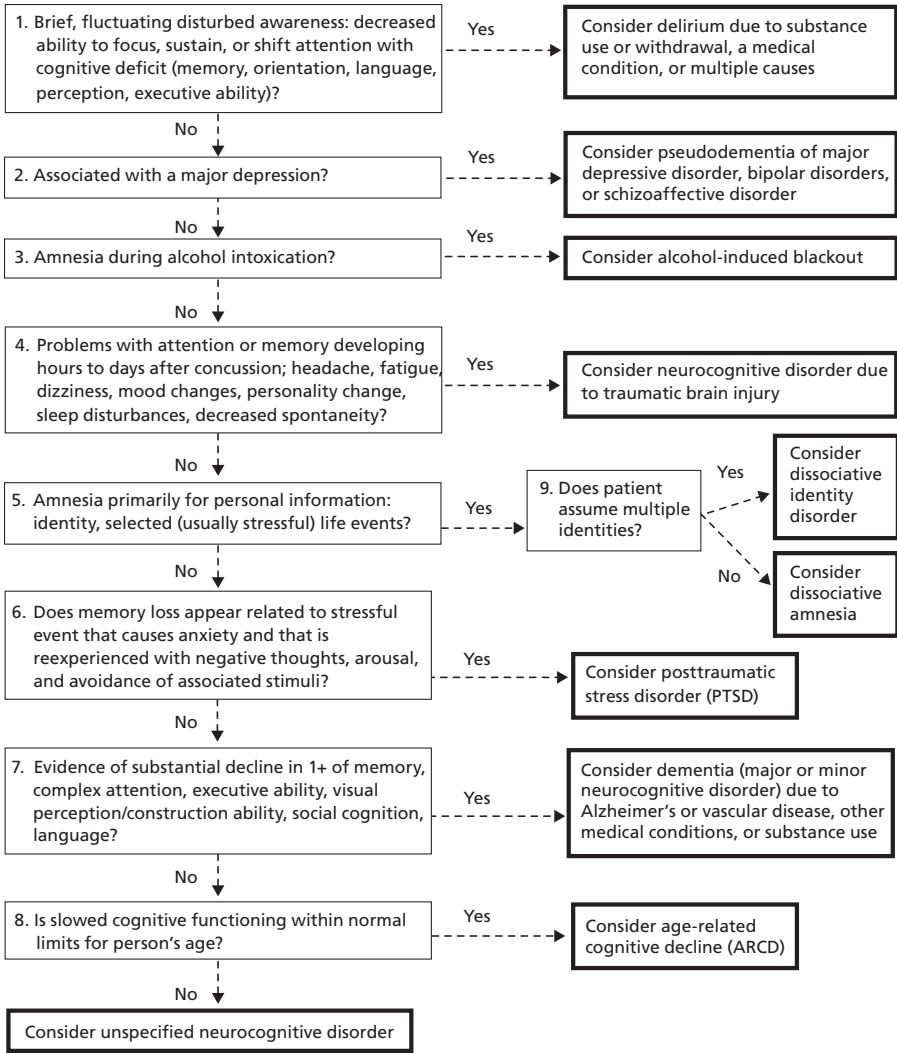 1. Brief, fluctuating disturbed awareness: decreased
ability to focus, sustain, or shift attention with
cognitive deficit (memory, orientation, language,
perception, executive ability)?
Yes
Consider delirium due to substance
use or withdrawal, a medical
condition, or multiple causes
No
2. Associated with a major depression?
Yes
Consider pseudodementia of major
depressive disorder, bipolar disorders,
or schizoaffective disorder
No
3. Amnesia during alcohol intoxication?
Yes
Consider alcohol-induced blackout
No
4. Problems with attention or memory developing
hours to days after concussion; headache, fatigue,
dizziness, mood changes, personality change,
sleep disturbances, decreased spontaneity?
Yes
Consider neurocognitive disorder due
to traumatic brain injury
No
5. Amnesia primarily for personal information:
identity, selected (usually stressful) life events?
Yes
9. Does patient
assume multiple
identities?
Yes
Consider
dissociative
identity
disorder
No
Consider
dissociative
amnesia
No
6. Does memory loss appear related to stressful
event that causes anxiety and that is
reexperienced with negative thoughts, arousal,
and avoidance of associated stimuli?
Yes
Consider posttraumatic
stress disorder (PTSD)
No
7. Evidence of substantial decline in 1+ of memory,
complex attention, executive ability, visual
perception/construction ability, social cognition,
language?
Yes
Consider dementia (major or minor
neurocognitive disorder) due to
Alzheimer's or vascular disease, other
medical conditions, or substance use
No
8. Is slowed cognitive functioning within normal
limits for person's age?
Yes
Consider age-related
cognitive decline (ARCD)
No
Consider unspecified neurocognitive disorder